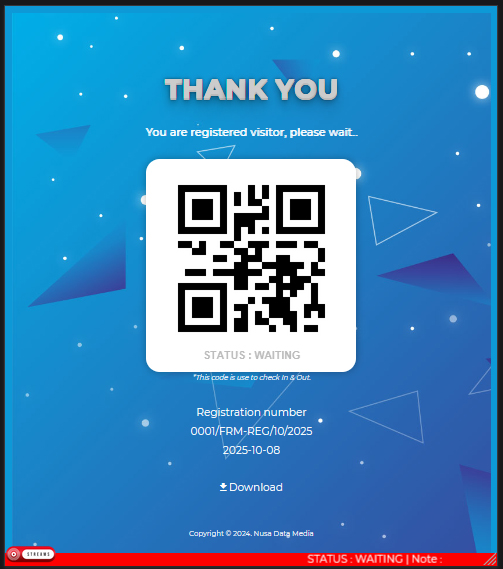 THANK YOU
You are registered visitor, please wait..
STATUS : WAITING
*This code is use to check In & Out.
Registration number
0001/FRM-REG/10/2025
2025-10-08
Download
Copyright © 2024. Nusa Data Media
STREAMS
STATUS : WAITING | Note :